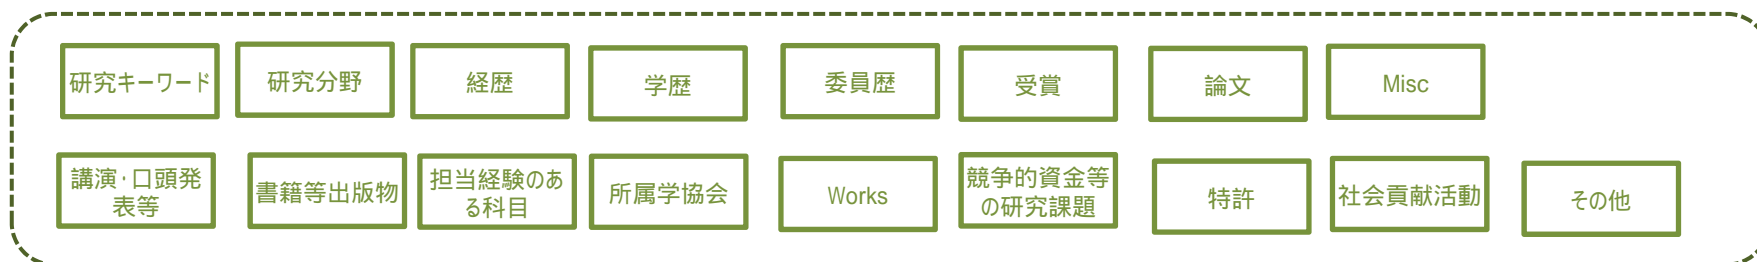 研究キーワード
研究分野
経歴
学歴
委員歴
受賞
論文
Misc
講演・口頭発
表等
書籍等出版物
担当経験のあ
る科目
所属学協会
Works
競争的資金等
の研究課題
特許
社会貢献活動
その他